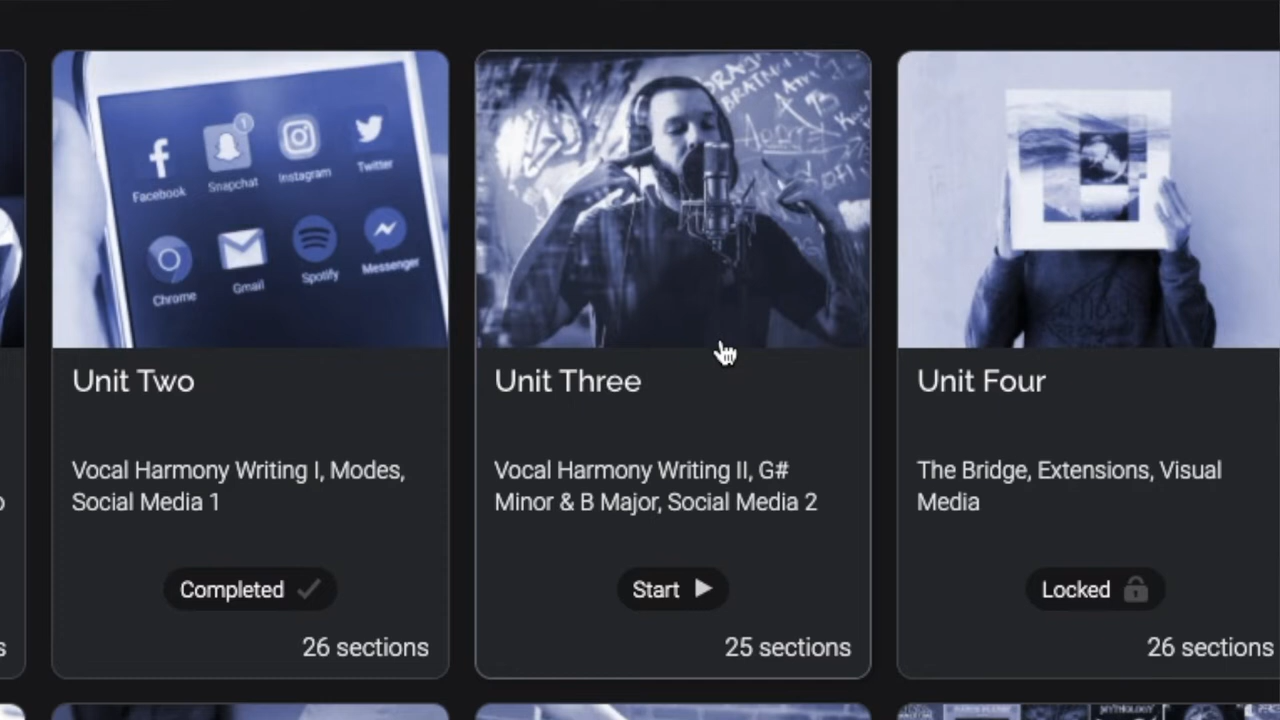 Facebook
Snapchat
1
Instagram
Twitter
Chrome
Gmail
Spotify
Messenger
Unit Two
Vocal Harmony Writing I, Modes,
Social Media 1
Completed
26 sections
Unit Three
Vocal Harmony Writing II, G#
Minor & B Major, Social Media 2
Start
25 sections
Unit Four
The Bridge, Extensions, Visual
Media
Locked
26 sections